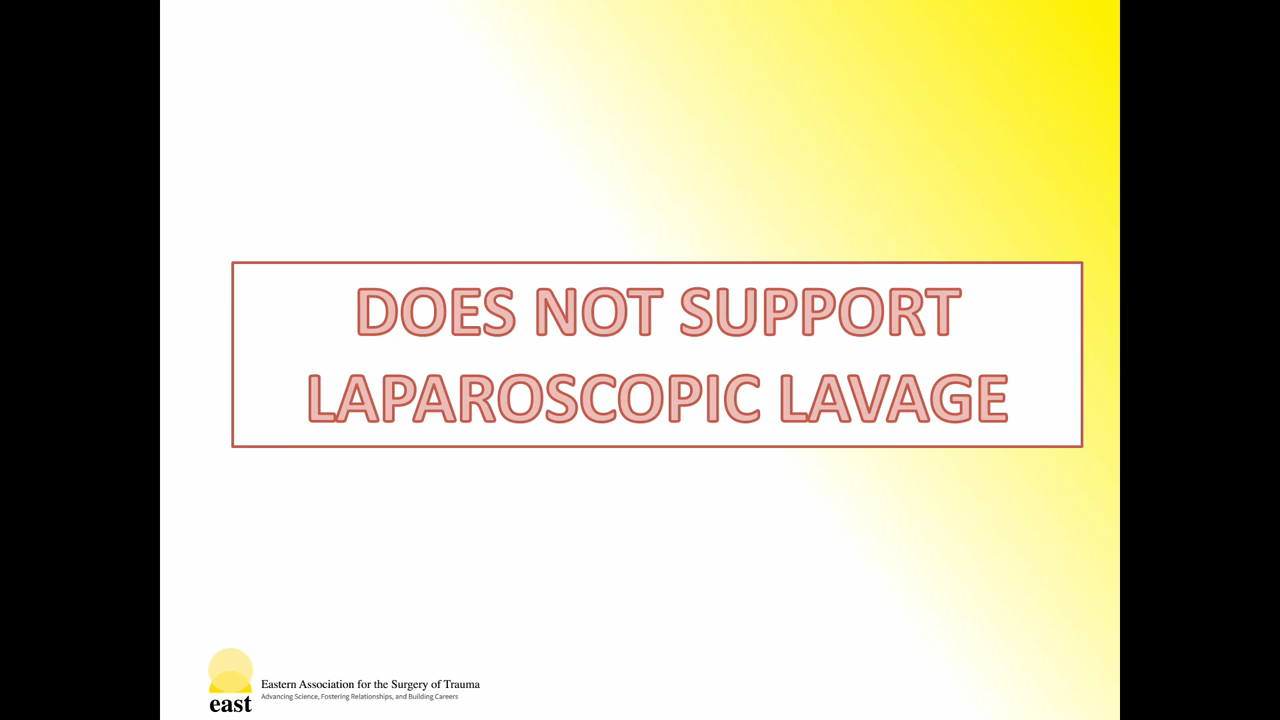 DOES NOT SUPPORT
LAPAROSCOPIC LAVAGE
Eastern Association for the Surgery of Trauma
Advancing Science, Fostering Relationships, and Building Careers
east